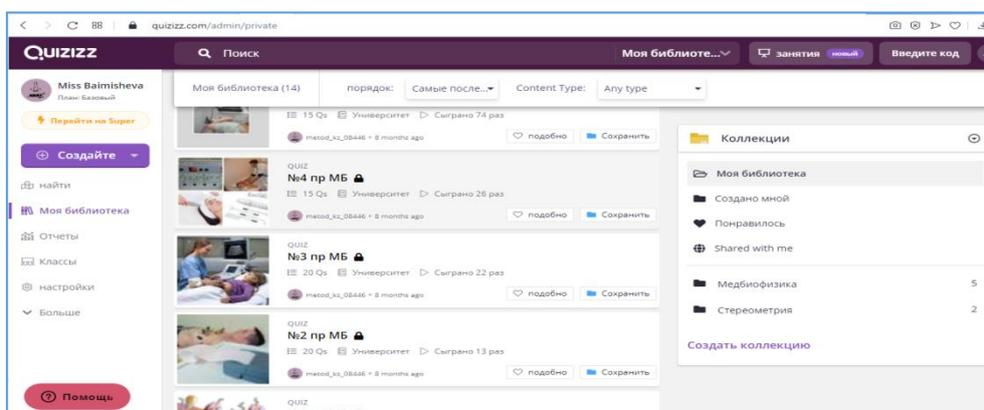 quizizz.com/admin/private
QUIZIZZ
Поиск
Моя библиоте...
занятия новый
Введите код
Miss Baimisheva
План: Базовый
Перейти на Super
Создайте
найти
Моя библиотека
Отчеты
Классы
настройки
Больше
Помощь
Моя библиотека (14)
порядок: Самые после...
Content Type: Any type
15 Qs Университет Сыграно 74 раз
metod_kz_08446 • 8 months ago
подобно Сохранить
QUIZ
№4 пр МБ
15 Qs Университет Сыграно 26 раз
metod_kz_08446 • 8 months ago
подобно Сохранить
QUIZ
№3 пр МБ
20 Qs Университет Сыграно 22 раз
metod_kz_08446 • 8 months ago
подобно Сохранить
QUIZ
№2 пр МБ
20 Qs Университет Сыграно 13 раз
metod_kz_08446 • 8 months ago
подобно Сохранить
QUIZ
Коллекции
Моя библиотека
Создано мной
Понравилось
Shared with me
Медбиофизика 5
Стереометрия 2
Создать коллекцию